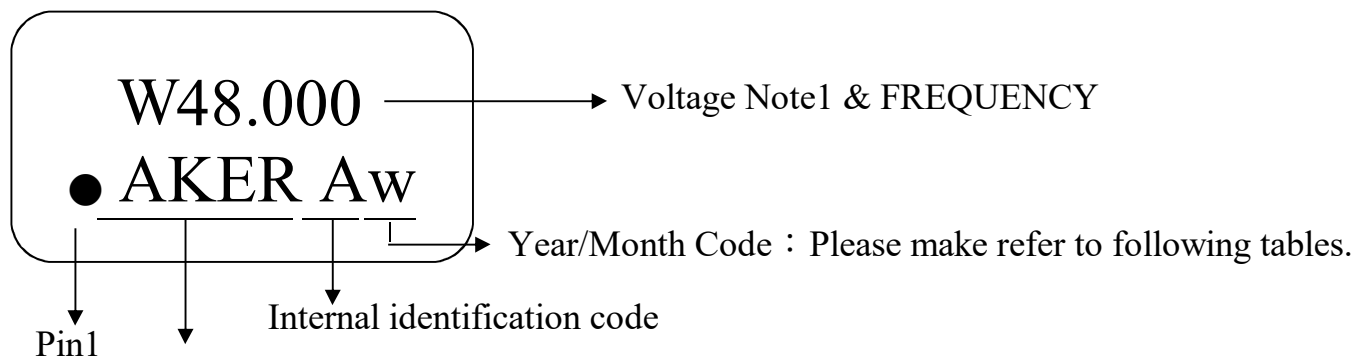 W48.000
Voltage Note1 & FREQUENCY
● AKER Aw
Year/Month Code：Please make refer to following tables.
Internal identification code
Pin1